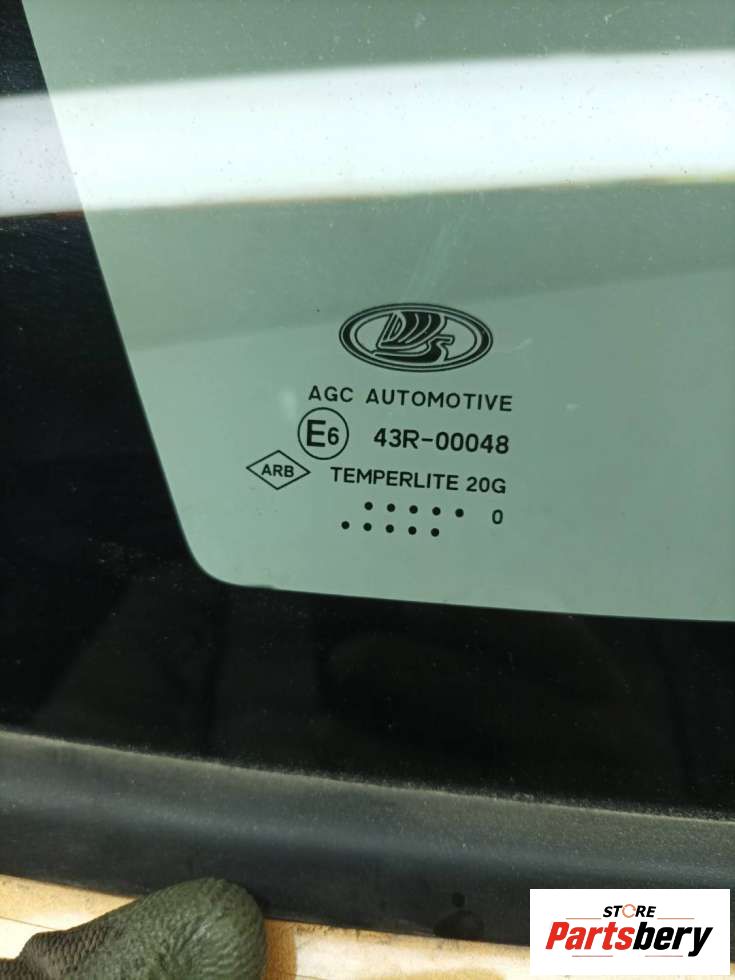 AGC AUTOMOTIVE
E6 43R-00048
ARB TEMPERLITE 20G
• • • • • 0
• • • • •
STORE
Partsbery